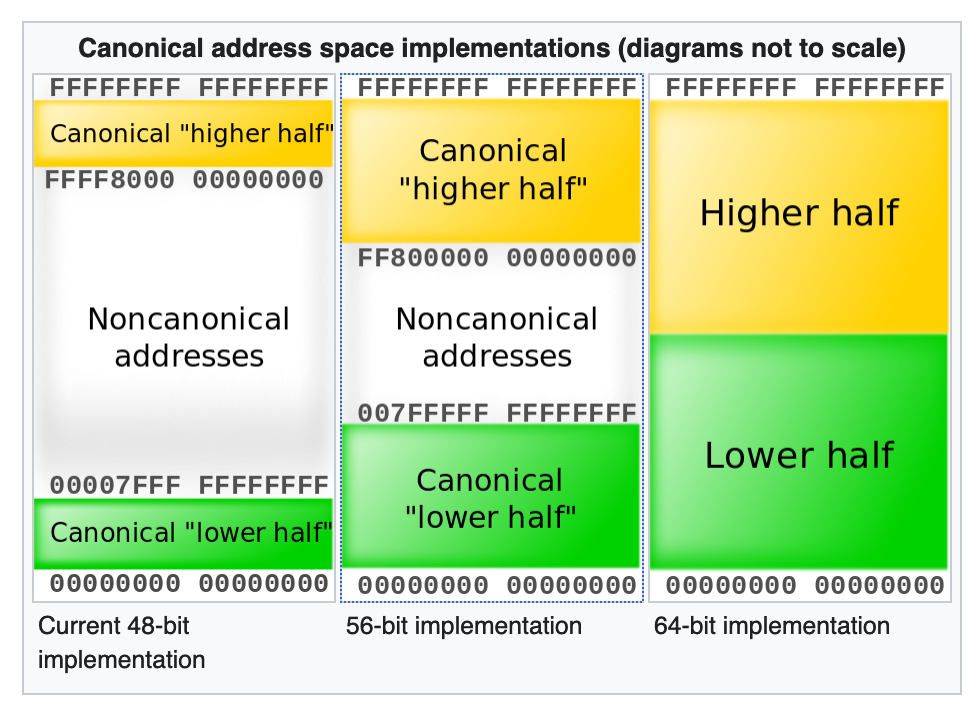 Canonical address space implementations (diagrams not to scale)
FFFFFFFF FFFFFFFF
Canonical "higher half"
FFFF8000 00000000
Noncanonical
addresses
00007FFF FFFFFFFF
Canonical "lower half"
00000000 00000000
Current 48-bit
implementation
FFFFFFFF FFFFFFFF
Canonical
"higher half"
FF800000 00000000
Noncanonical
addresses
007FFFFF FFFFFFFF
Canonical
"lower half"
00000000 00000000
56-bit implementation
FFFFFFFF FFFFFFFF
Higher half
Lower half
00000000 00000000
64-bit implementation